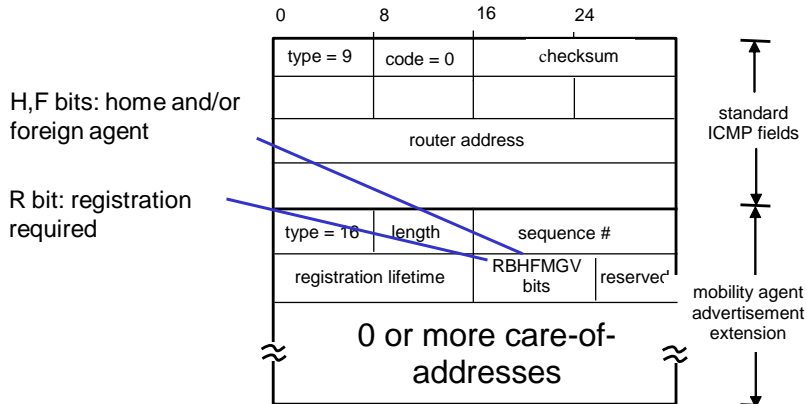 0 8 16 24
type = 9 code = 0 checksum
H,F bits: home and/or
foreign agent
router address
standard
ICMP fields
R bit: registration
required
type = 16 length sequence #
registration lifetime
RBHFMGV
bits
reserved
mobility agent
advertisement
extension
0 or more care-of-
addresses